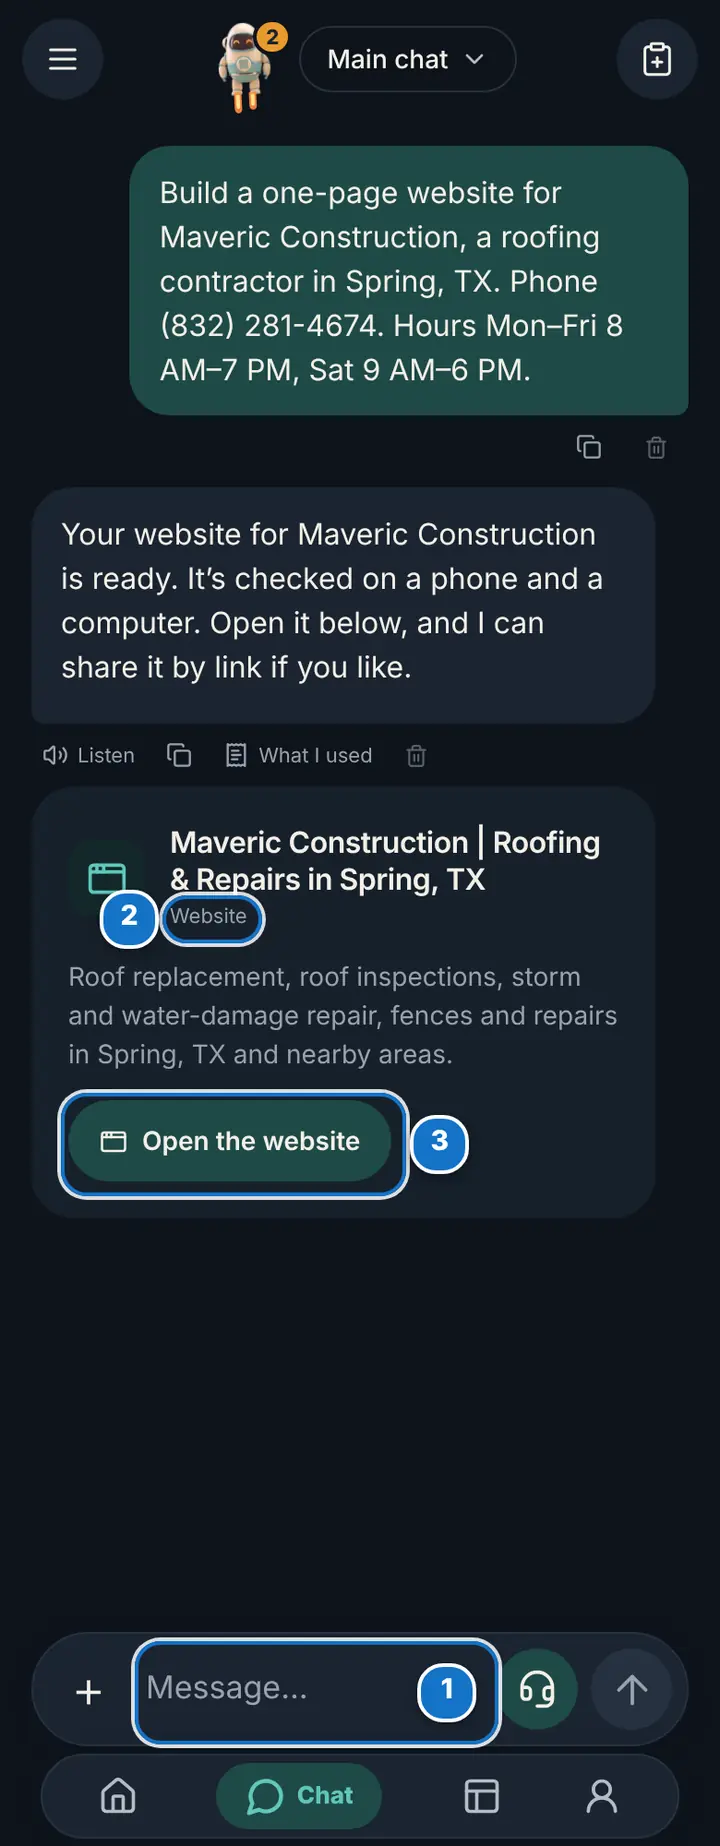 2
Main chat
Build a one-page website for
Maveric Construction, a roofing
contractor in Spring, TX. Phone
(832) 281-4674. Hours Mon–Fri 8
AM–7 PM, Sat 9 AM–6 PM.
Your website for Maveric Construction
is ready. It’s checked on a phone and a
computer. Open it below, and I can
share it by link if you like.
Listen
What I used
Maveric Construction | Roofing
& Repairs in Spring, TX
2
Website
Roof replacement, roof inspections, storm
and water-damage repair, fences and repairs
in Spring, TX and nearby areas.
Open the website
3
Message...
1
Chat